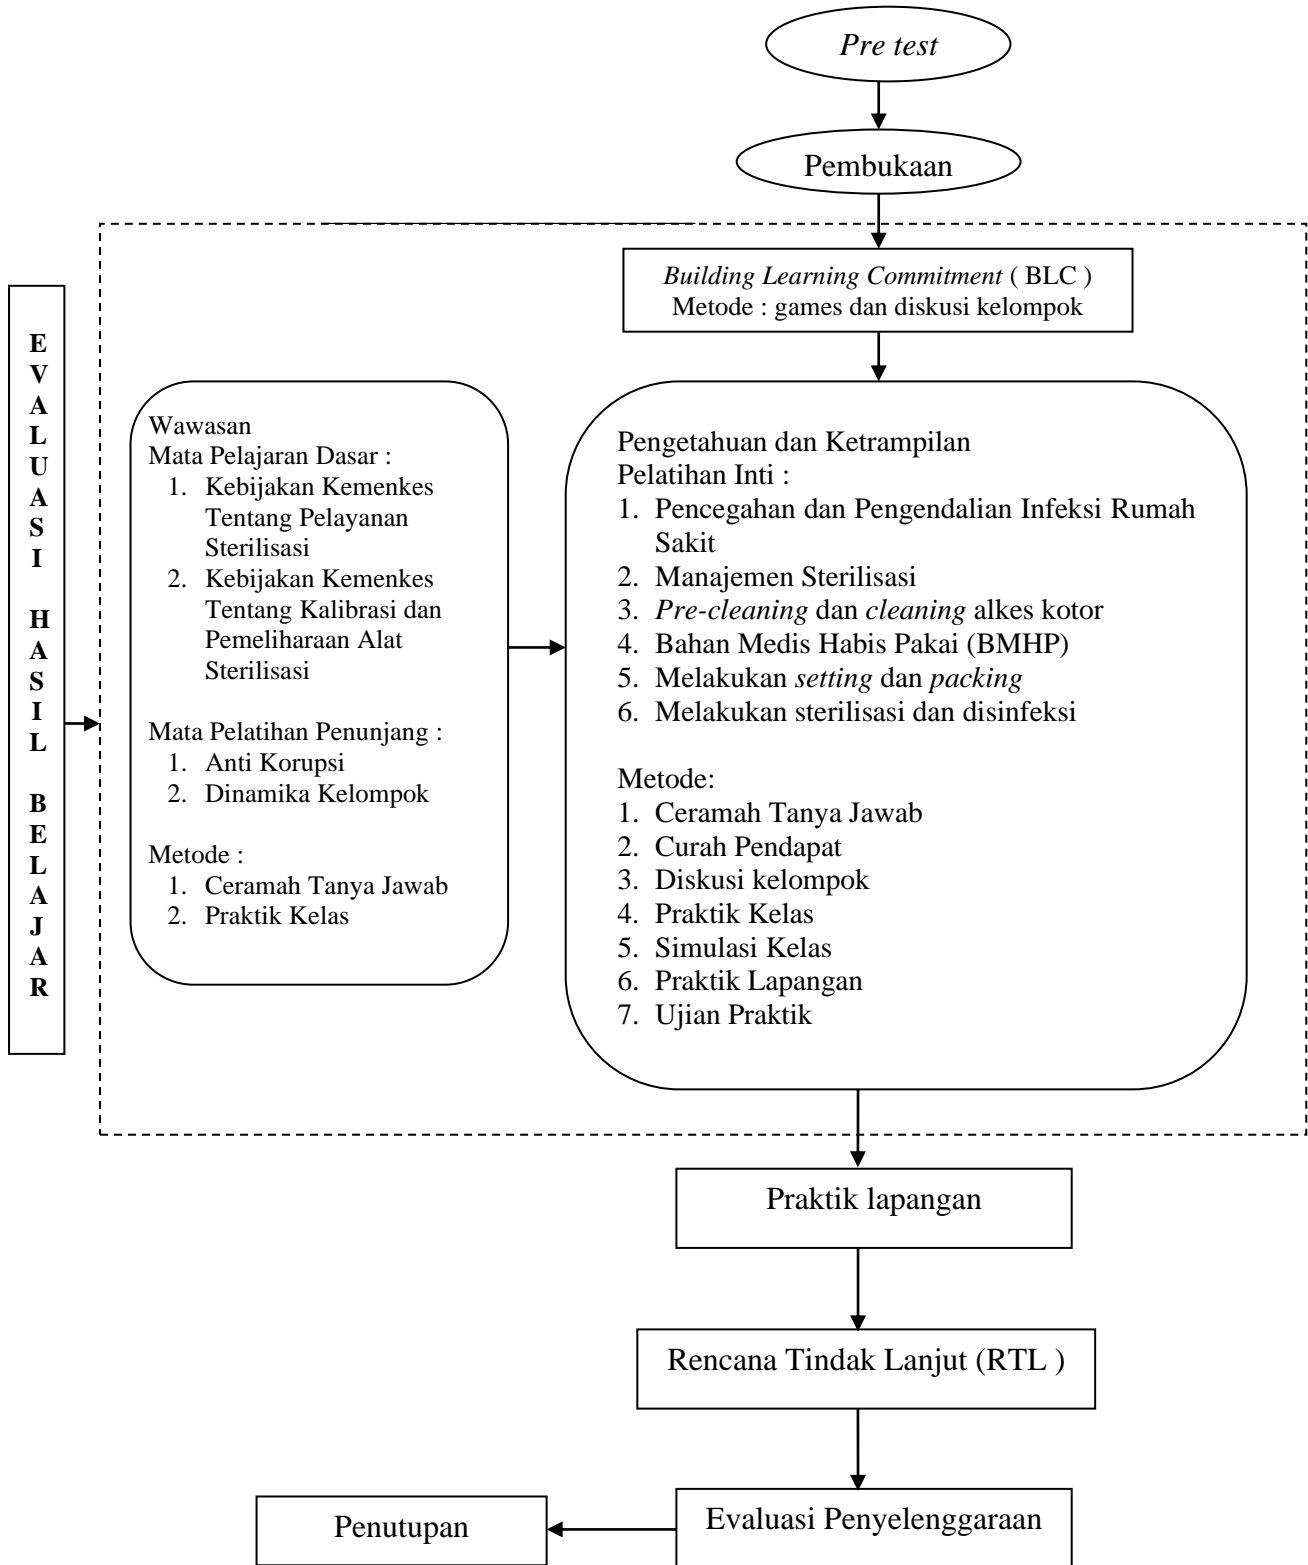 Pre test
Pembukaan
Building Learning Commitment ( BLC )
Metode : games dan diskusi kelompok
EVALUASI HASIL BELAJAR
Wawasan
Mata Pelajaran Dasar :
1. Kebijakan Kemenkes
Tentang Pelayanan
Sterilisasi
2. Kebijakan Kemenkes
Tentang Kalibrasi dan
Pemeliharaan Alat
Sterilisasi
Mata Pelatihan Penunjang :
1. Anti Korupsi
2. Dinamika Kelompok
Metode :
1. Ceramah Tanya Jawab
2. Praktik Kelas
Pengetahuan dan Ketrampilan
Pelatihan Inti :
1. Pencegahan dan Pengendalian Infeksi Rumah
Sakit
2. Manajemen Sterilisasi
3. Pre-cleaning dan cleaning alkes kotor
4. Bahan Medis Habis Pakai (BMHP)
5. Melakukan setting dan packing
6. Melakukan sterilisasi dan disinfeksi
Metode:
1. Ceramah Tanya Jawab
2. Curah Pendapat
3. Diskusi kelompok
4. Praktik Kelas
5. Simulasi Kelas
6. Praktik Lapangan
7. Ujian Praktik
Praktik lapangan
Rencana Tindak Lanjut (RTL )
Evaluasi Penyelenggaraan
Penutupan